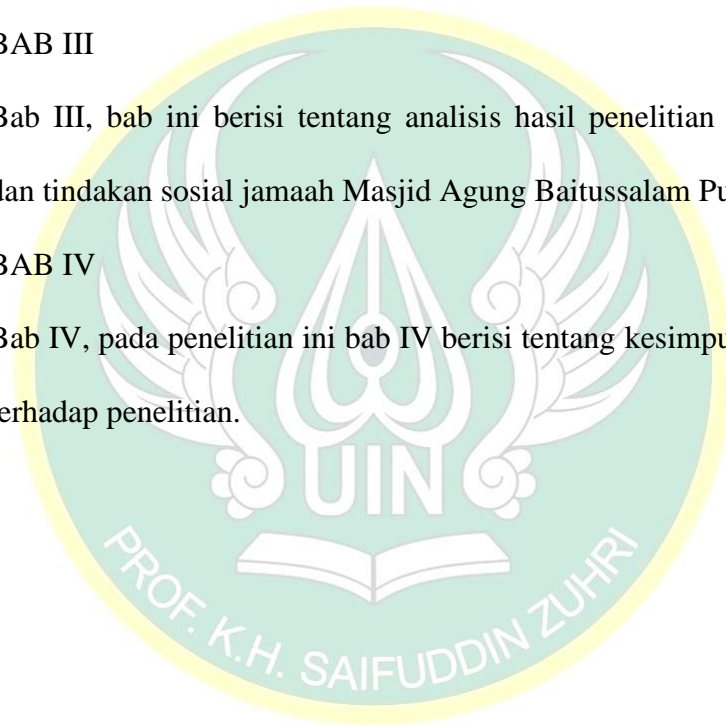 BAB III
Bab III, bab ini berisi tentang analisis hasil penelitian
dan tindakan sosial jamaah Masjid Agung Baitussalam Pu
BAB IV
Bab IV, pada penelitian ini bab IV berisi tentang kesimpu
terhadap penelitian.
UIN
PROF. K.H. SAIFUDDIN ZUHRI